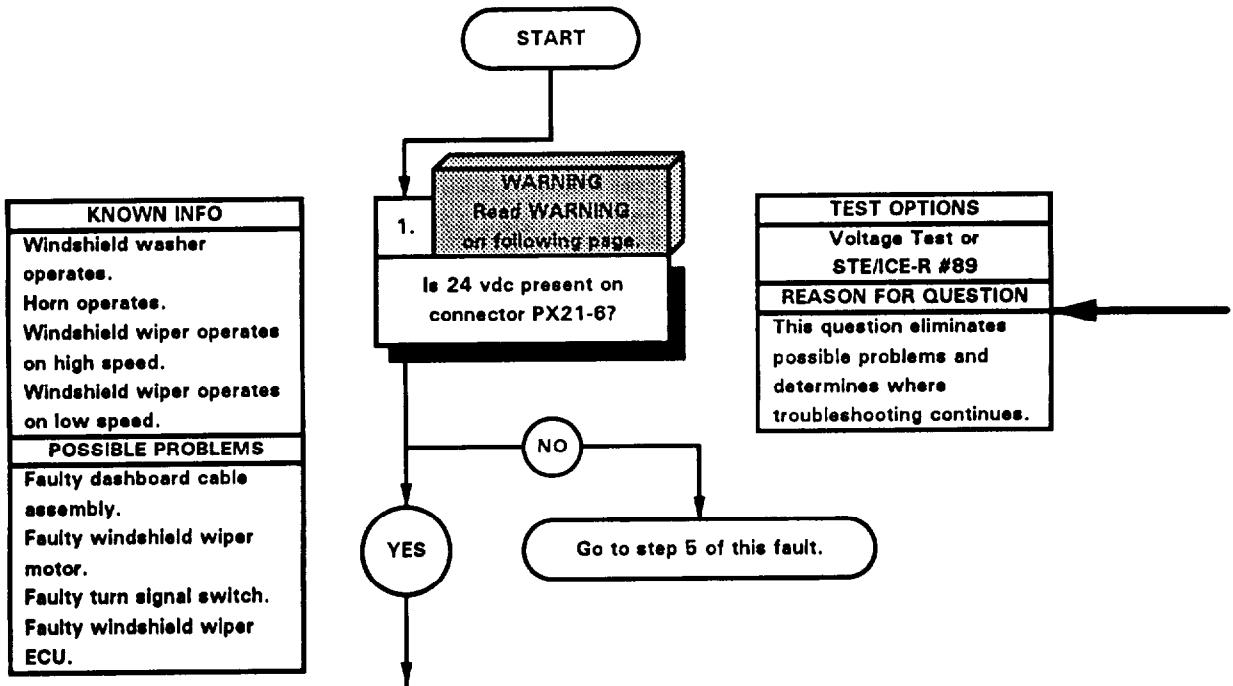 START
KNOWN INFO
Windshield washer
operates.
Horn operates.
Windshield wiper operates
on high speed.
Windshield wiper operates
on low speed.
POSSIBLE PROBLEMS
Faulty dashboard cable
assembly.
Faulty windshield wiper
motor.
Faulty turn signal switch.
Faulty windshield wiper
ECU.
1.
WARNING
Read WARNING
on following page.
Is 24 vdc present on
connector PX21-6?
NO
YES
Go to step 5 of this fault.
TEST OPTIONS
Voltage Test or
STE/ICE-R #89
REASON FOR QUESTION
This question eliminates
possible problems and
determines where
troubleshooting continues.